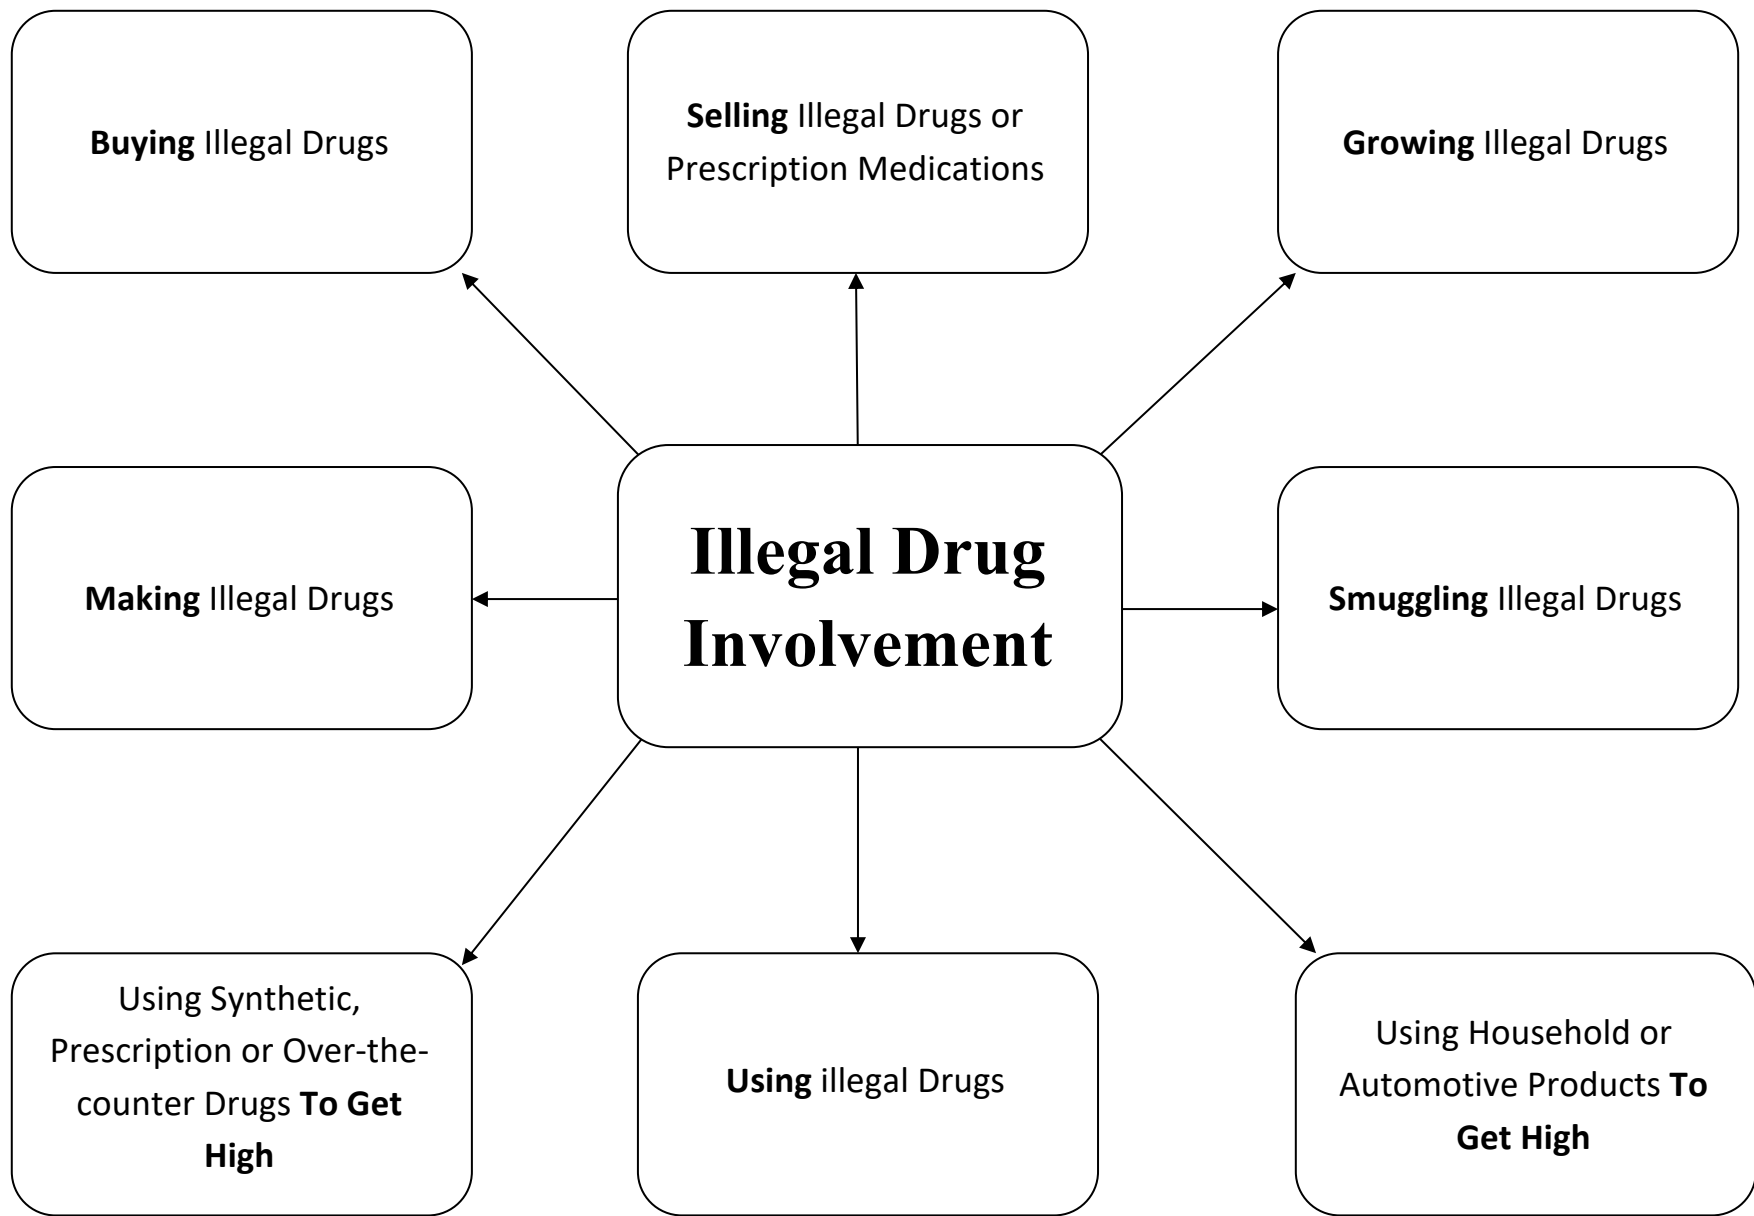 Buying Illegal Drugs
Selling Illegal Drugs or
Prescription Medications
Growing Illegal Drugs
Making Illegal Drugs
Illegal Drug
Involvement
Smuggling Illegal Drugs
Using Synthetic,
Prescription or Over-the-
counter Drugs To Get
High
Using illegal Drugs
Using Household or
Automotive Products To
Get High